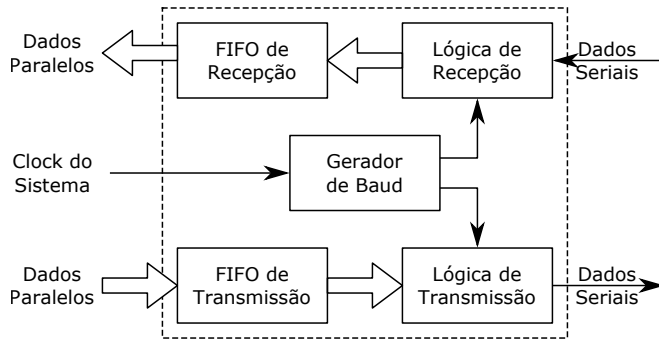 Dados
Paralelos
FIFO de
Recepção
Lógica de
Recepção
Dados
Seriais
Clock do
Sistema
Gerador
de Baud
Dados
Paralelos
FIFO de
Transmissão
Lógica de
Transmissão
Dados
Seriais